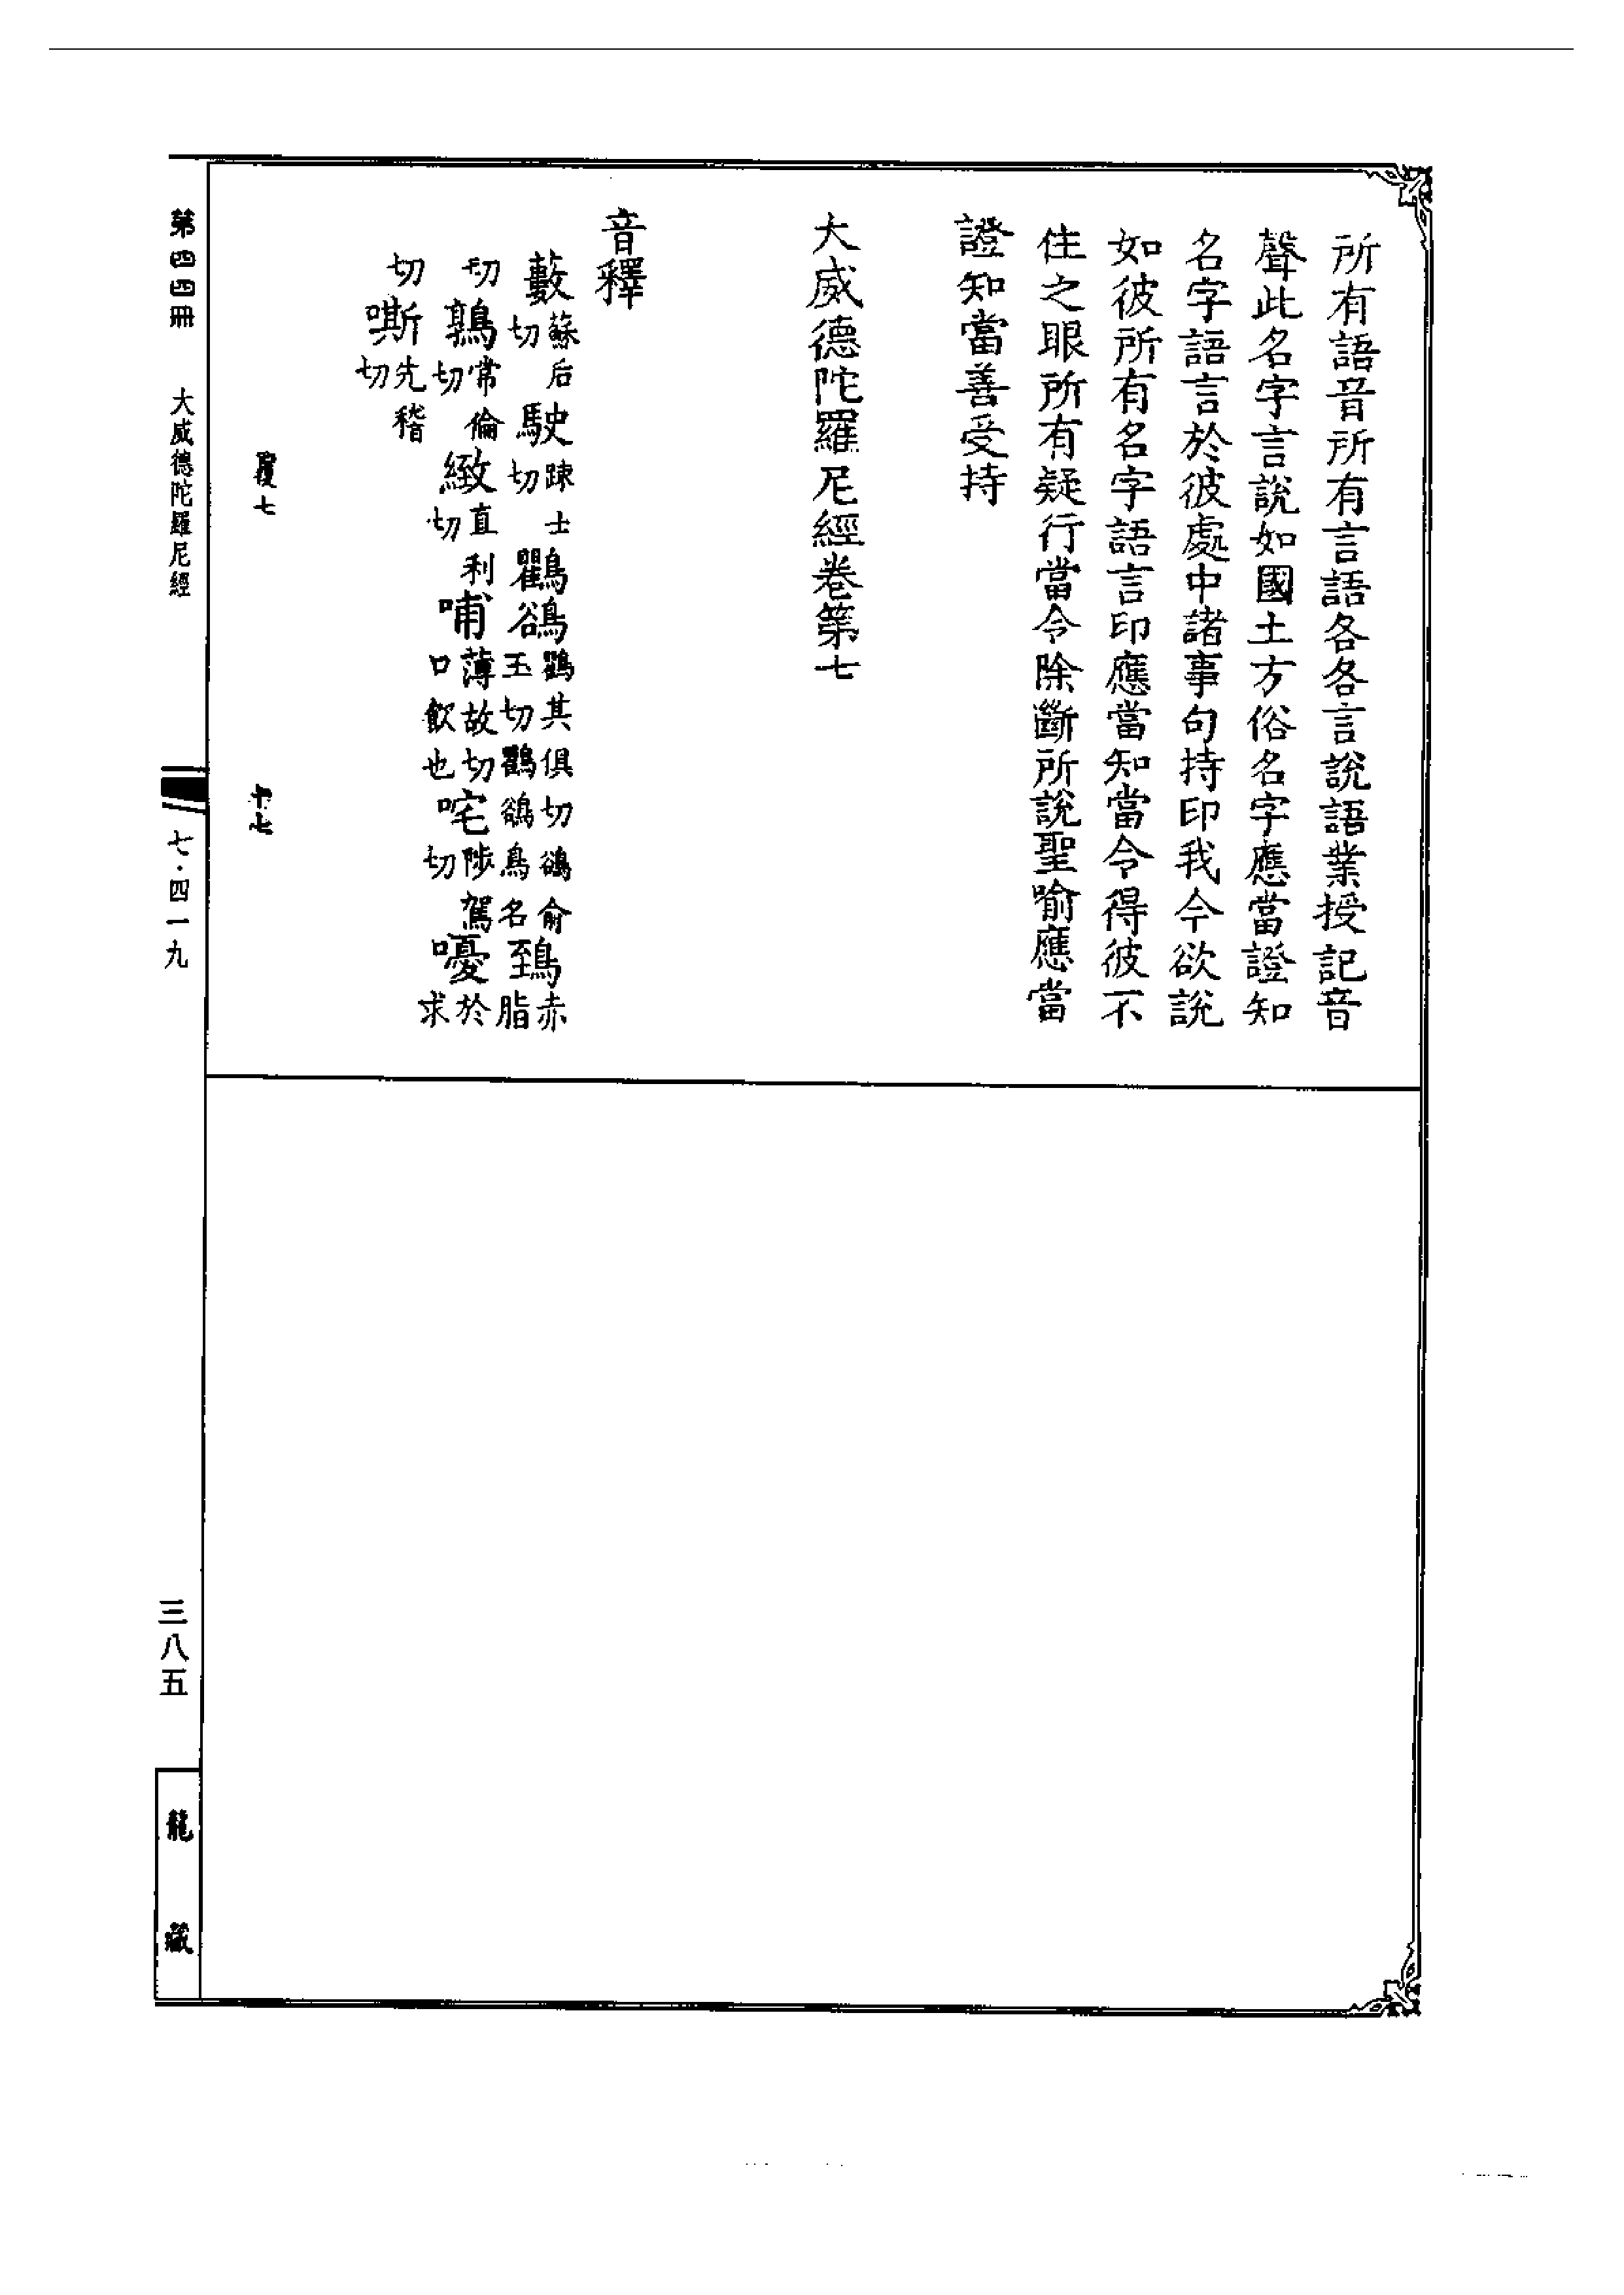 所有語音所有言語各各言說語業授記音
聲此名字言說如國土方俗名字應當證知
名字語言於彼處中諸事句持印我今欲說
如彼所有名字語言印應當知當令得彼不
住之眼所有疑行當令除斷所說聖喻應當
證知當善受持
大威德陀羅尼經卷第七
音釋
藪蘇后切 駛踈士切 鸜鵒鸜其俱切鵒俞玉切鸜鵒鳥名 鵄赤脂
切 鶉常倫切 緻直利切 哺薄故切口飲也 咤陟駕切 嚘於求
切 嘶先稽切
覆七 十七
第四四冊 大威德陀羅尼經 七·四一九 三八五
龍藏